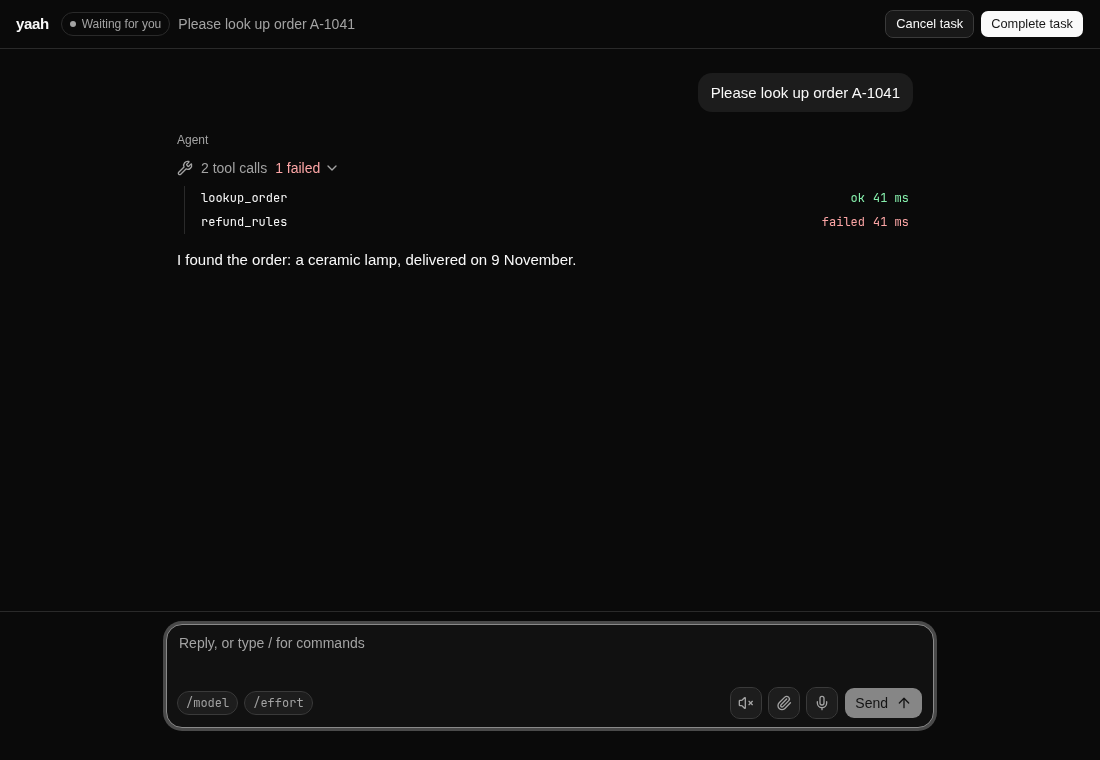 yaah Waiting for you Please look up order A-1041 Cancel task Complete task
Please look up order A-1041
Agent
2 tool calls 1 failed
lookup_order ok 41 ms
refund_rules failed 41 ms
I found the order: a ceramic lamp, delivered on 9 November.
Reply, or type / for commands
/model /effort Send